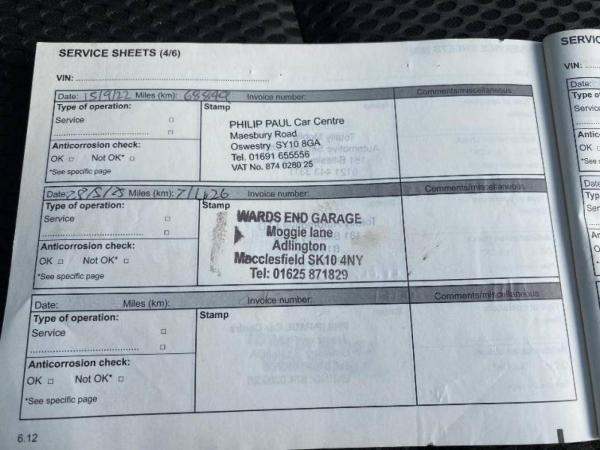 SERVICE SHEETS (4/6)
VIN:
Date: 15/9/22 Miles (km): 68899 Invoice number: Comments/miscellaneous
Type of operation:
Service
Anticorrosion check:
OK Not OK*
*See specific page
Stamp
PHILIP PAUL Car Centre
Maesbury Road
Oswestry SY10 8GA
Tel. 01691 655556
VAT No. 874 0280 25
Date: Miles (km): Invoice number: Comments/miscellaneous
Type of operation:
Service
Anticorrosion check:
OK Not OK*
*See specific page
Stamp
WARDS END GARAGE
Moggie lane
Adlington
Macclesfield SK10 4NY
Tel: 01625 871829
Date: Miles (km): Invoice number: Comments/miscellaneous
Type of operation:
Service
Anticorrosion check:
OK Not OK*
*See specific page
Stamp
6.12
SERVIC
VIN:
Date: